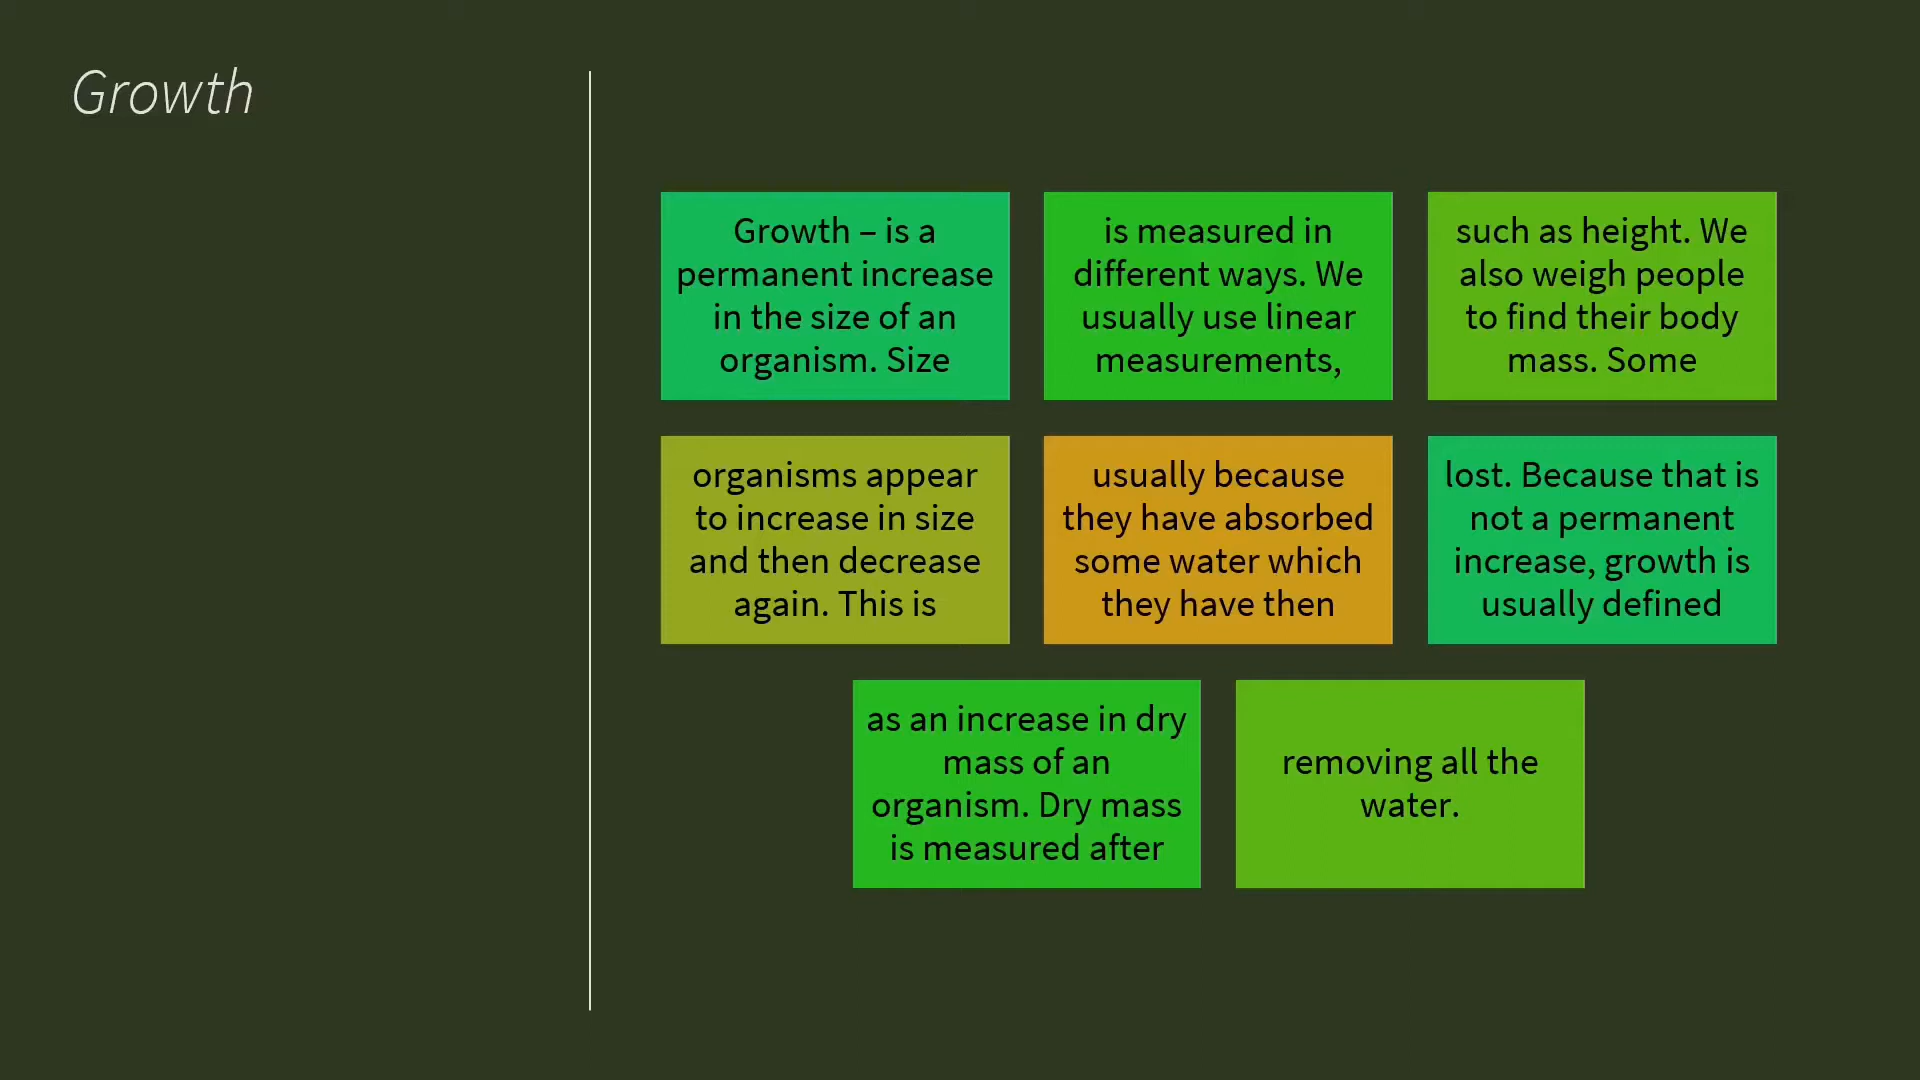 Growth
Growth – is a
permanent increase
in the size of an
organism. Size
is measured in
different ways. We
usually use linear
measurements,
such as height. We
also weigh people
to find their body
mass. Some
organisms appear
to increase in size
and then decrease
again. This is
usually because
they have absorbed
some water which
they have then
lost. Because that is
not a permanent
increase, growth is
usually defined
as an increase in dry
mass of an
organism. Dry mass
is measured after
removing all the
water.